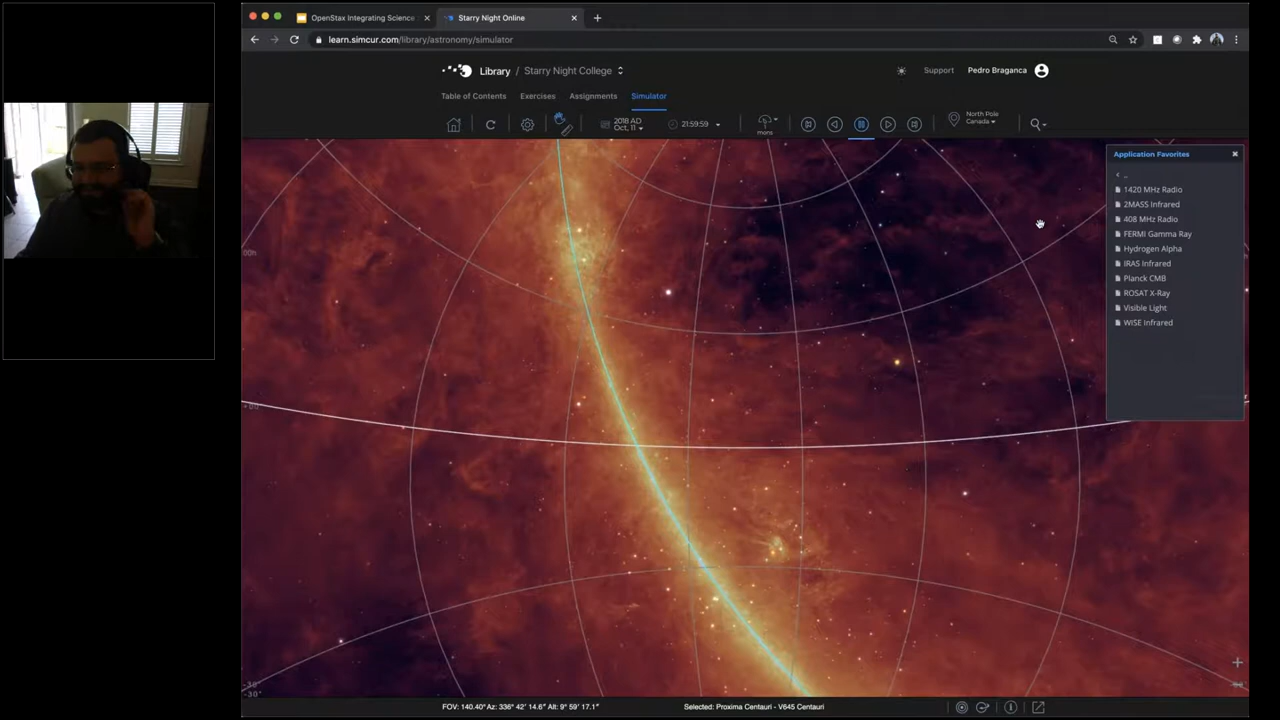 OpenStax Integrating Science
Starry Night Online
learn.simcur.com/library/astronomy/simulator
Library / Starry Night College
Support
Pedro Braganca
Table of Contents
Exercises
Assignments
Simulator
2018 AD
Oct, 11
21:59:59
mons
North Pole
Canada
Application Favorites
..
1420 MHz Radio
2MASS Infrared
408 MHz Radio
FERMI Gamma Ray
Hydrogen Alpha
IRAS Infrared
Planck CMB
ROSAT X-Ray
Visible Light
WISE Infrared
-30°
FOV: 140.40° Az: 336° 42' 14.6" Alt: 9° 59' 17.1"
Selected: Proxima Centauri - V645 Centauri